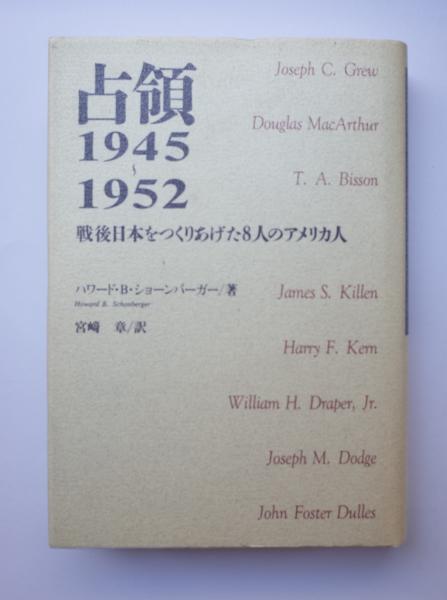 占領
1945
～
1952
戦後日本をつくりあげた8人のアメリカ人
ハワード・B・ショーンバーガー/著
Howard B. Schonberger
宮﨑 章/訳
Joseph C. Grew
Douglas MacArthur
T. A. Bisson
James S. Killen
Harry F. Kern
William H. Draper, Jr.
Joseph M. Dodge
John Foster Dulles